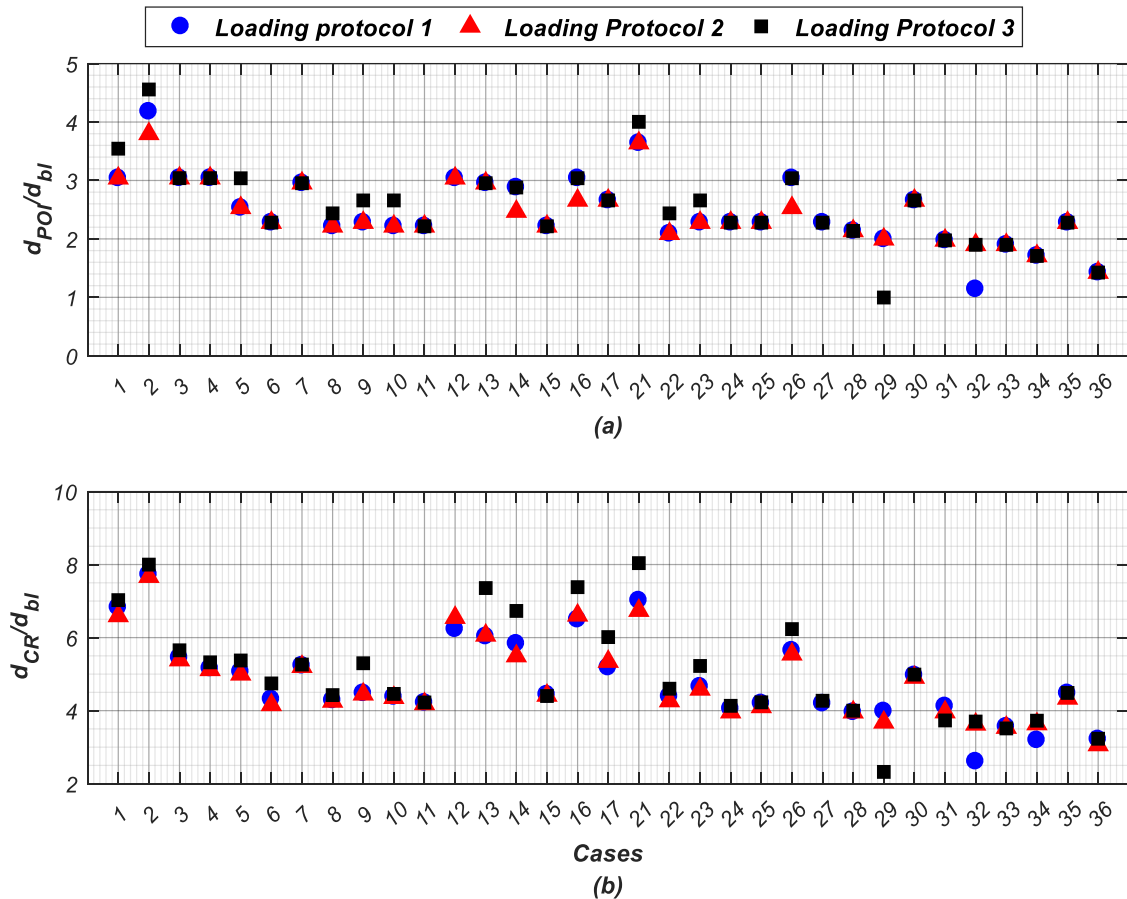 Loading protocol 1 Loading Protocol 2 Loading Protocol 3
5
4
3
2
1
0
d_POI/d_bl
1 2 3 4 5 6 7 8 9 10 11 12 13 14 15 16 17 21 22 23 24 25 26 27 28 29 30 31 32 33 34 35 36
(a)
10
8
6
4
2
d_CR/d_bl
1 2 3 4 5 6 7 8 9 10 11 12 13 14 15 16 17 21 22 23 24 25 26 27 28 29 30 31 32 33 34 35 36
Cases
(b)